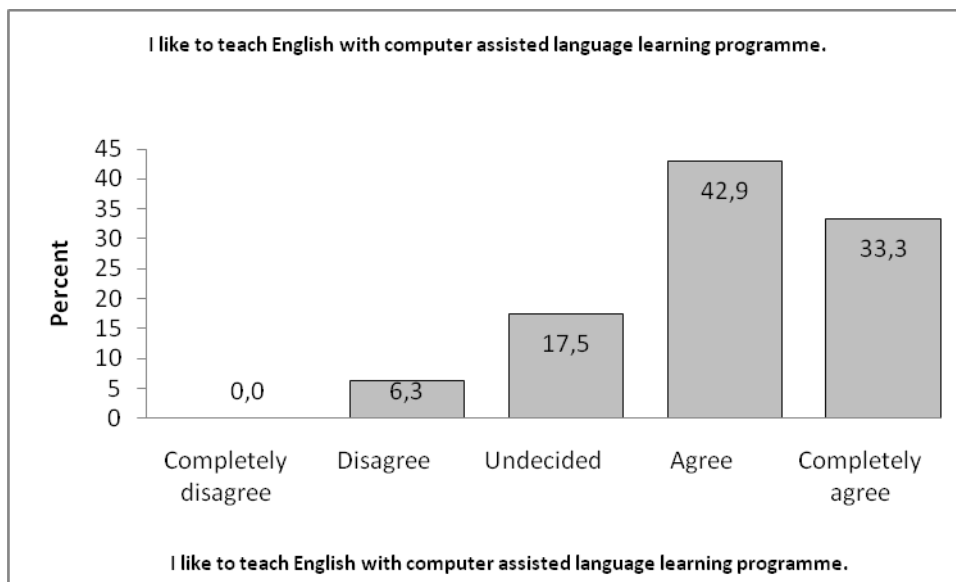 I like to teach English with computer assisted language learning programme.
45
40
35
30
25
20
15
10
5
0
Percent
0,0
6,3
17,5
42,9
33,3
Completely disagree
Disagree
Undecided
Agree
Completely agree
I like to teach English with computer assisted language learning programme.